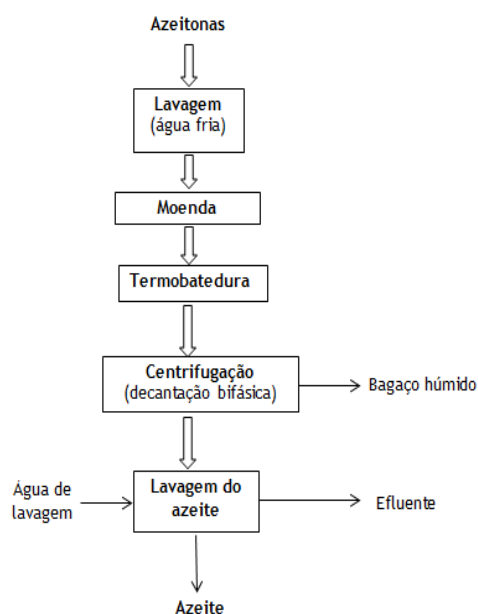 Azeitonas
Lavagem
(água fria)
Moenda
Termobatedura
Centrifugação
(decantação bifásica)
Bagaço húmido
Água de
lavagem
Lavagem do
azeite
Efluente
Azeite